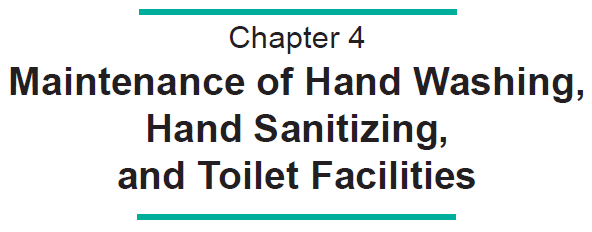 Chapter 4
Maintenance of Hand Washing,
Hand Sanitizing,
and Toilet Facilities